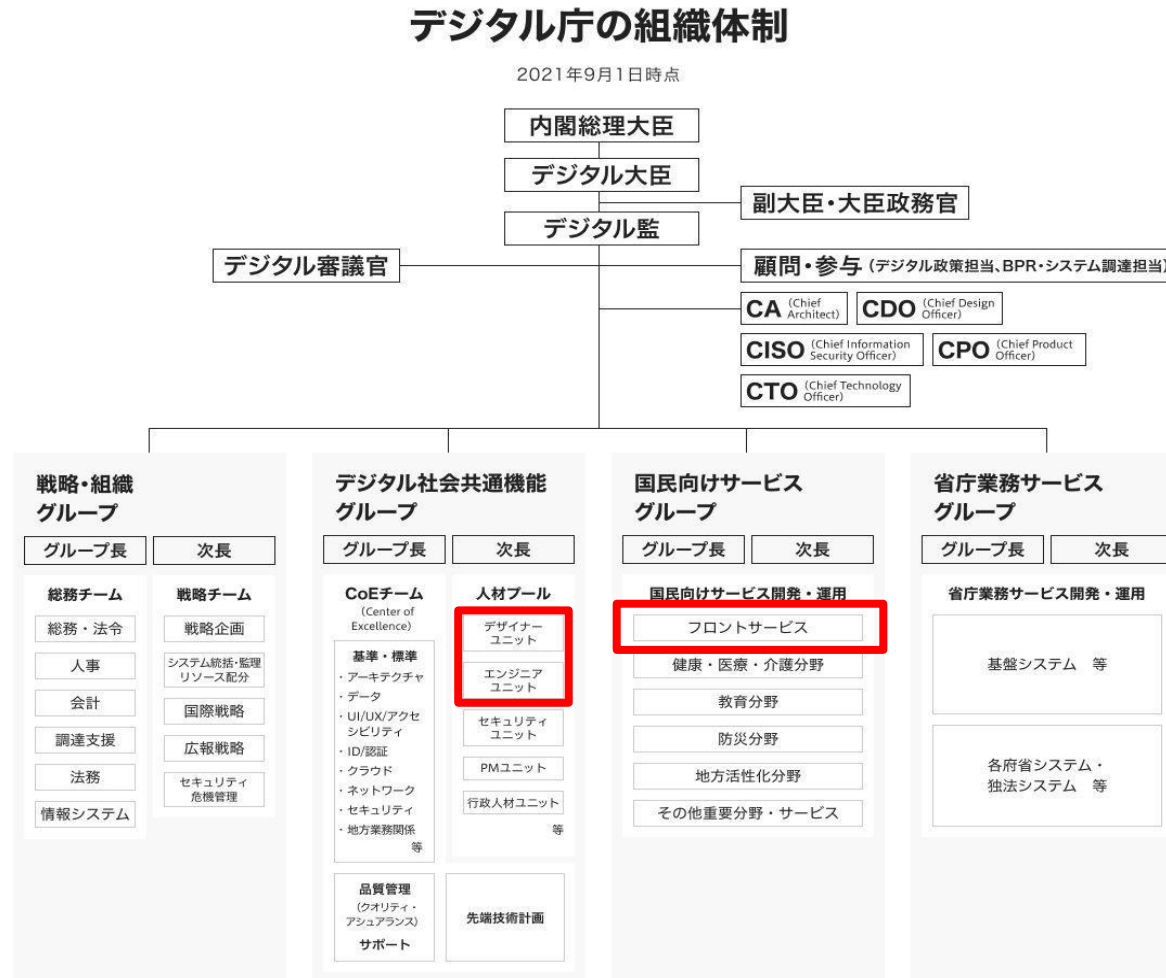 デジタル庁の組織体制
2021年9月1日時点
内閣総理大臣
デジタル大臣
副大臣・大臣政務官
デジタル監
デジタル審議官
顧問・参与（デジタル政策担当、BPR・システム調達担当）
CA（Chief
Architect）
CDO（Chief Design
Officer）
CISO（Chief Information
Security Officer）
CPO（Chief Product
Officer）
CTO（Chief Technology
Officer）
戦略・組織
グループ
グループ長
次長
総務チーム
総務・法令
人事
会計
調達支援
法務
情報システム
戦略チーム
戦略企画
システム統括・監理
リソース配分
国際戦略
広報戦略
セキュリティ
危機管理
デジタル社会共通機能
グループ
グループ長
次長
CoEチーム
（Center of
Excellence）
基準・標準
・アーキテクチャ
・データ
・UI/UX/アクセ
シビリティ
・ID/認証
・クラウド
・ネットワーク
・セキュリティ
・地方業務関係
等
人材プール
デザイナー
ユニット
エンジニア
ユニット
セキュリティ
ユニット
PMユニット
行政人材ユニット
等
品質管理
（クオリティ・
アシュアランス）
サポート
先端技術計画
国民向けサービス
グループ
グループ長
次長
国民向けサービス開発・運用
フロントサービス
健康・医療・介護分野
教育分野
防災分野
地方活性化分野
その他重要分野・サービス
省庁業務サービス
グループ
グループ長
次長
省庁業務サービス開発・運用
基盤システム 等
各府省システム・
独法システム 等